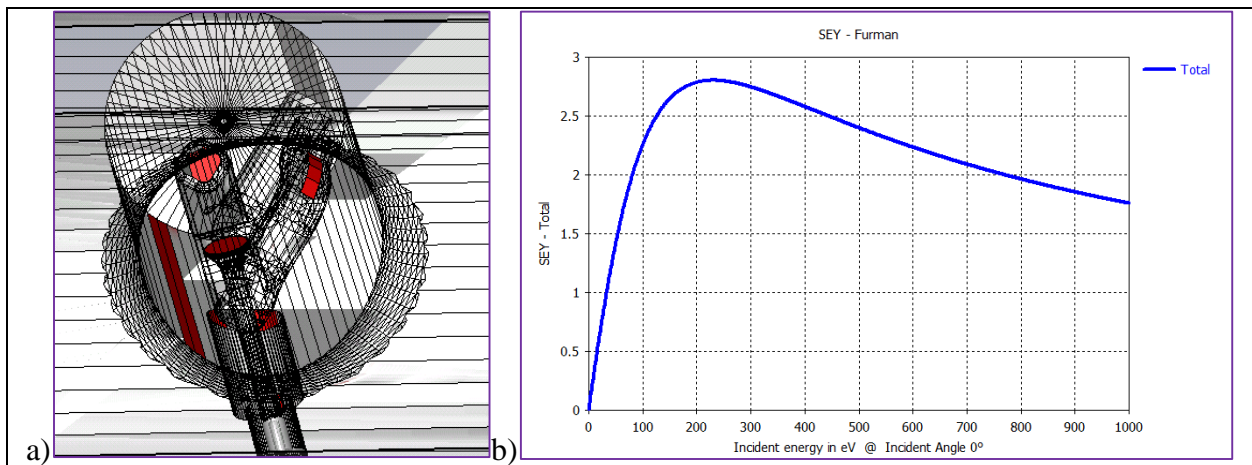 a)
b)
SEY - Furman
Total
SEY - Total
3
2.5
2
1.5
1
0.5
0
0 100 200 300 400 500 600 700 800 900 1000
Incident energy in eV @ Incident Angle 0º